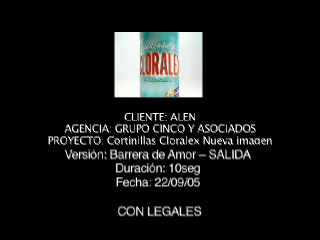 CLORALEX
CLIENTE: ALEN
AGENCIA: GRUPO CINCO Y ASOCIADOS
PROYECTO: Cortinillas Cloralex Nueva imagen
Versión: Barrera de Amor – SALIDA
Duración: 10seg
Fecha: 22/09/05
CON LEGALES